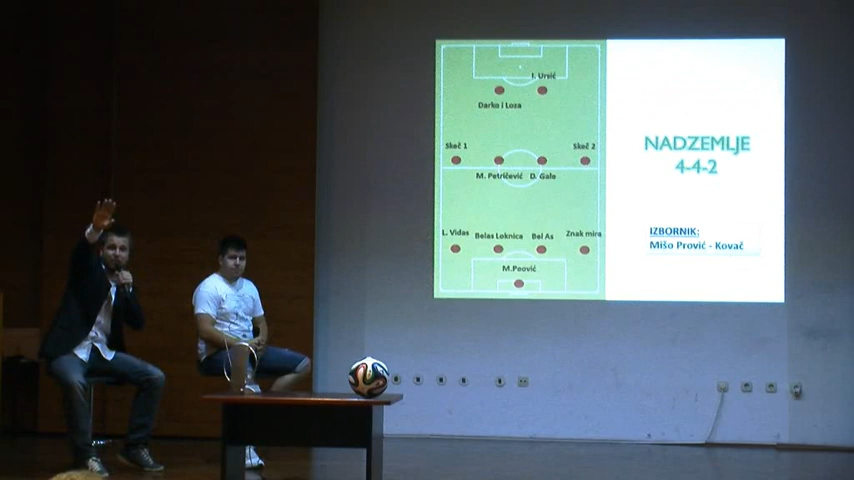 I. Ursić
Darko i Loza
Skeč 1
Skeč 2
M. Petričević
D. Gale
L. Vidas
Belas Loknica
Bel As
Znak mira
M.Peović
NADZEMLJE
4-4-2
IZBORNIK:
Mišo Prović - Kovač